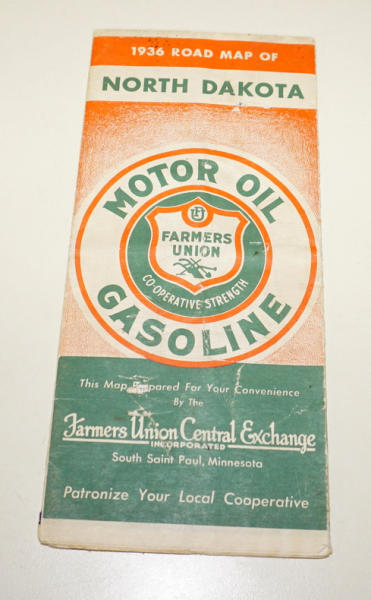 1936 ROAD MAP OF
NORTH DAKOTA
MOTOR OIL
FU
FARMERS
UNION
CO-OPERATIVE STRENGTH
GASOLINE
This Map Prepared For Your Convenience
By The
Farmers Union Central Exchange
INCORPORATED
South Saint Paul, Minnesota
Patronize Your Local Cooperative